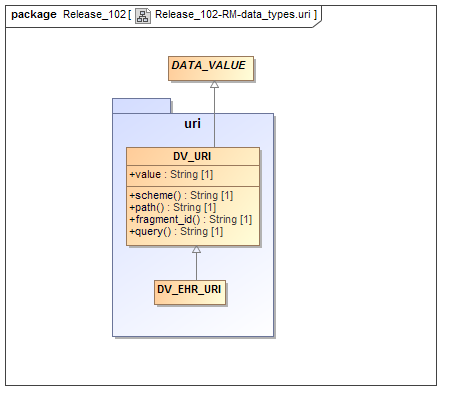 package Release_102 [ Release_102-RM-data_types.uri ]
DATA_VALUE
uri
DV_URI
+value : String [1]
+scheme() : String [1]
+path() : String [1]
+fragment_id() : String [1]
+query() : String [1]
DV_EHR_URI